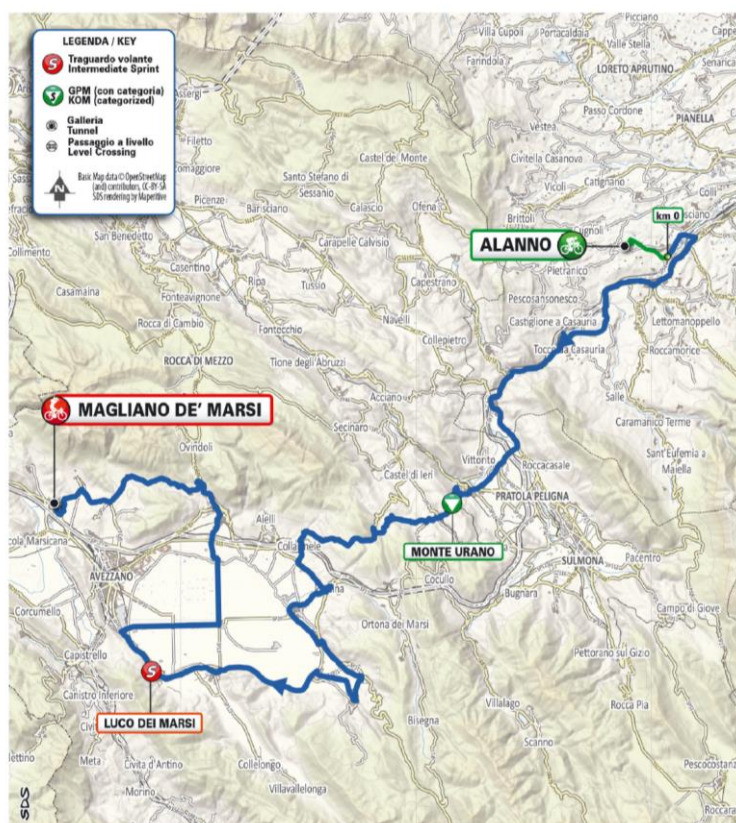 LEGENDA / KEY
Traguardo volante
Intermediate Sprint
GPM (con categoria)
KOM (categorized)
Galleria
Tunnel
Passaggio a livello
Level Crossing
Basic Map data © OpenStreetMap
(and) contributors, CC-BY-SA
SDS rendering by Maperitive
N
S
Villa Cupoli
Farindola
Picciano
Portocannone
Valle Stella
LORETO APRUTINO
Senarica
Passo Cordone
PIANELLA
Vestea
Civitella Casanova
Vicoli
Catignano
Colli
Assergi
Filetto
Castel del Monte
Santo Stefano di
Sessanio
Picenze
Barisciano
Calascio
Ofena
Brittoli
km 0
ALANNO
San Benedetto
Carapelle Calvisio
Pietranico
Collimento
Casentino
Capestrano
Pescosansonesco
Casamaina
Ripa
Tussio
Lettomanoppello
Fonteavignone
Navelli
Castiglione a Casauria
Rocca di Cambio
Fontecchio
Collepietro
Tocco da Casauria
Roccamorice
ROCCA DI MEZZO
Tione degli Abruzzi
Salle
Acciano
Caramanico Terme
MAGLIANO DE' MARSI
Secinaro
Ovindoli
Vittorito
Sant'Eufemia a
Maiella
Castel di Ieri
Roccacasale
PRATOLA PELIGNA
Aielli
MONTE URANO
AVEZZANO
SULMONA
Pacentro
Cocullo
Bugnara
Corcumello
Ortona dei Marsi
Campo di Giove
Capistrello
Pettorano sul Gizio
S
Canistro Inferiore
LUCO DEI MARSI
Bisegna
Villalago
Rocca Pia
Meta
Civita d'Antino
Collelongo
Scanno
Pescocostanzo
Morino
Villavallelonga
SDS